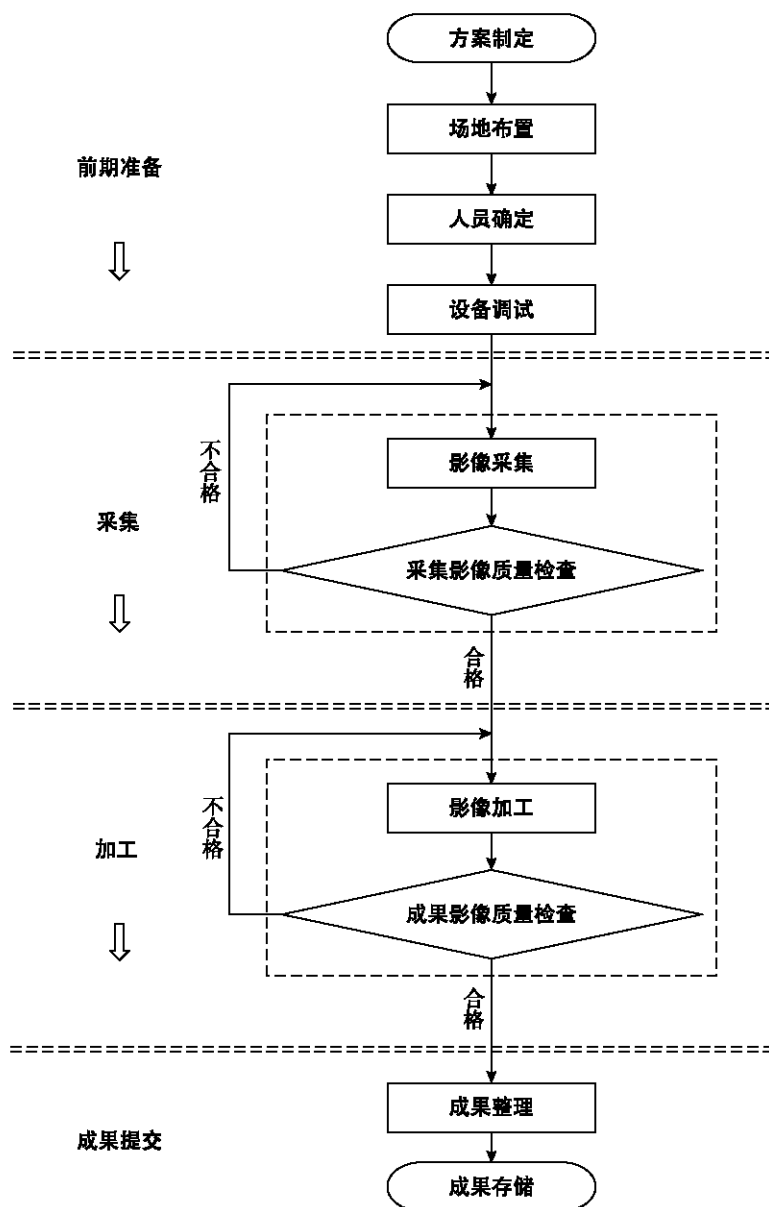 方案制定
场地布置
前期准备
人员确定
设备调试
不合格
影像采集
采集
采集影像质量检查
合格
不合格
影像加工
加工
成果影像质量检查
合格
成果整理
成果提交
成果存储